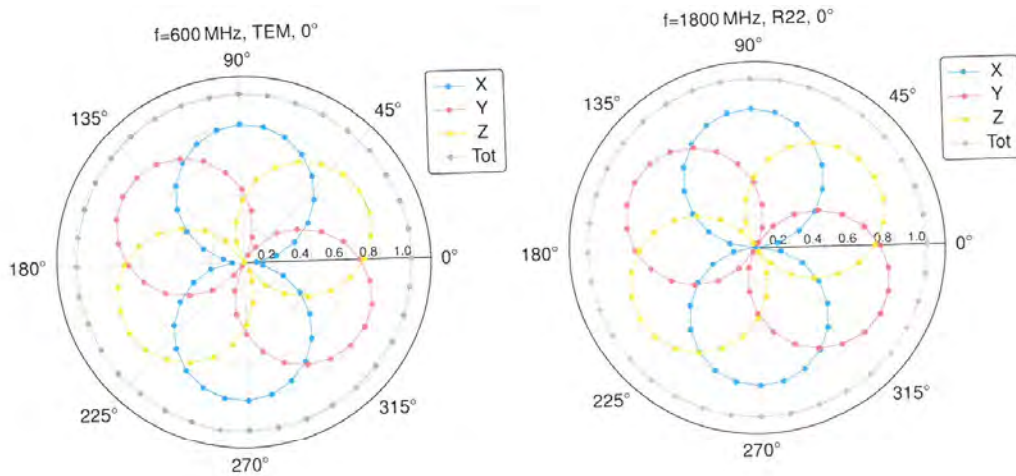 f=600 MHz, TEM, 0°
90°
135°
45°
X
Y
Z
Tot
180°
0.2 0.4 0.6 0.8 1.0
0°
225°
315°
270°
f=1800 MHz, R22, 0°
90°
135°
45°
X
Y
Z
Tot
180°
0.2 0.4 0.6 0.8 1.0
0°
225°
315°
270°